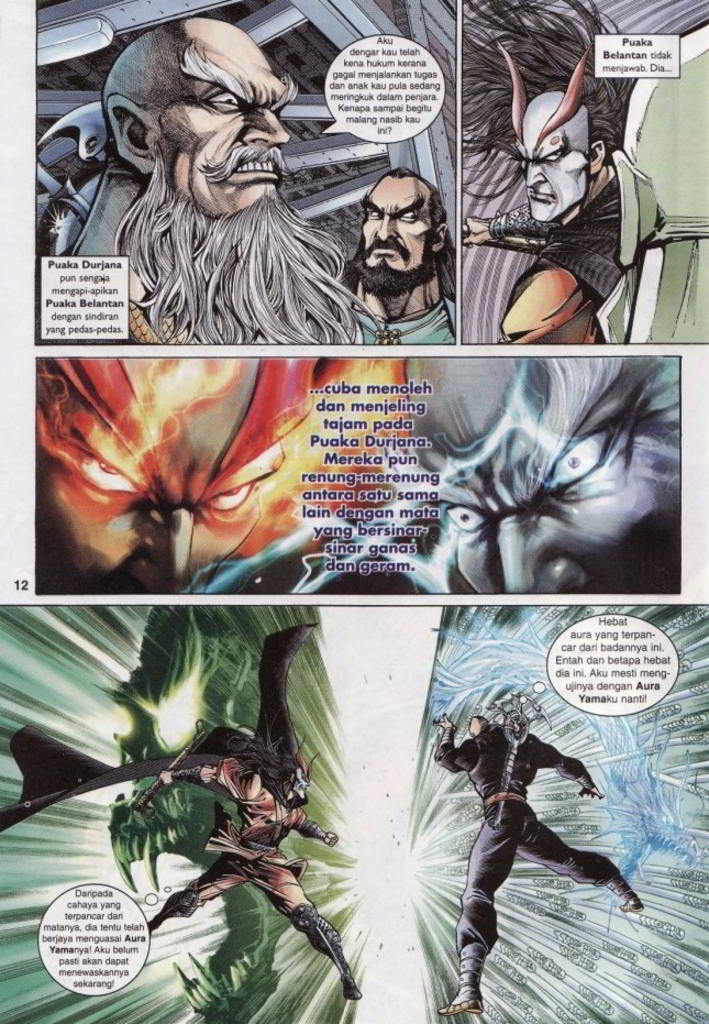 Aku
dengar kau telah
kena hukum kerana
gagal menjalankan tugas
dan anak kau pula sedang
meringkuk dalam penjara.
Kenapa sampai begitu
malang nasib kau
ini?
Puaka Durjana
pun sengaja
mengapi-apikan
Puaka Belantan
dengan sindiran
yang pedas-pedas.
Puaka
Belantan tidak
menjawab. Dia...
...cuba menoleh
dan menjeling
tajam pada
Puaka Durjana.
Mereka pun
renung-merenung
antara satu sama
lain dengan mata
yang bersinar-
sinar ganas
dan geram.
12
Hebat
aura yang terpan-
car dari badannya ini.
Entah dan betapa hebat
dia ini. Aku mesti meng-
ujinya dengan Aura
Yamaku nanti!
Daripada
cahaya yang
terpancar dari
matanya, dia tentu telah
berjaya menguasai Aura
Yamanya! Aku belum
pasti akan dapat
menewaskannya
sekarang!